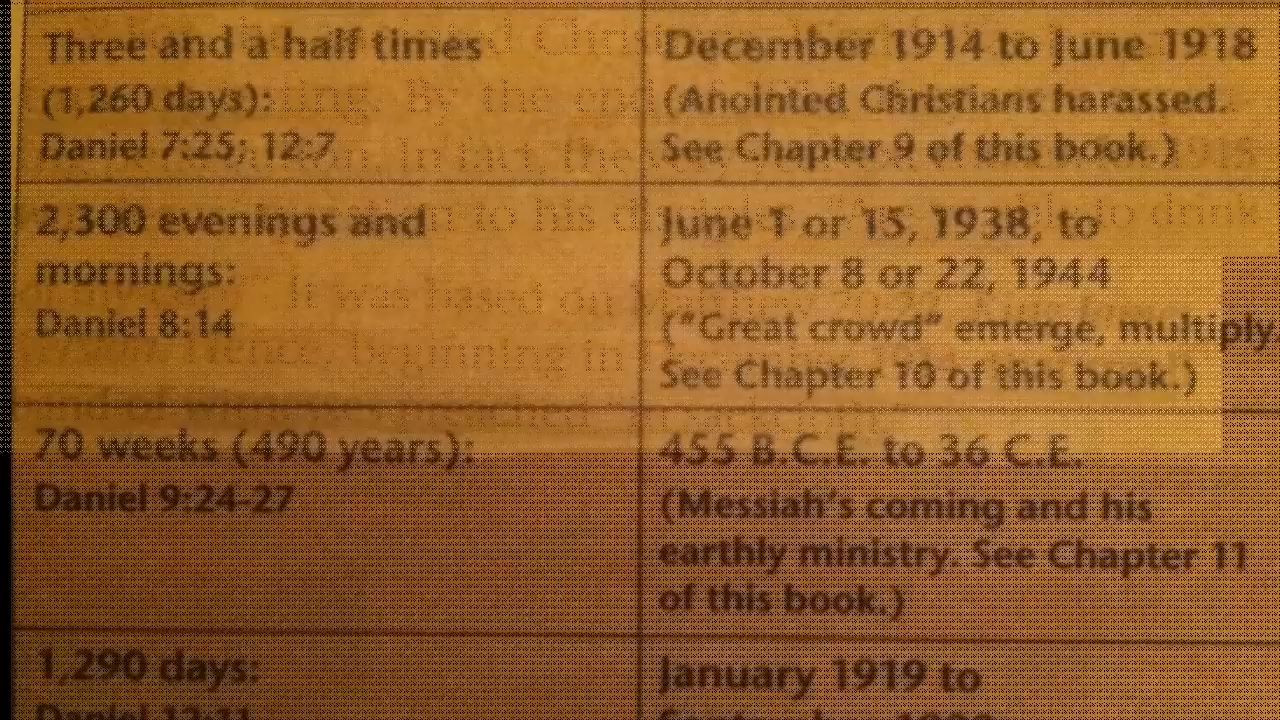 Three and a half times
(1,260 days):
Daniel 7:25; 12:7
December 1914 to June 1918
(Anointed Christians harassed.
See Chapter 9 of this book.)
2,300 evenings and
mornings:
Daniel 8:14
June 1 or 15, 1938, to
October 8 or 22, 1944
("Great crowd" emerge, multiply.
See Chapter 10 of this book.)
70 weeks (490 years):
Daniel 9:24-27
455 B.C.E. to 36 C.E.
(Messiah's coming and his
earthly ministry. See Chapter 11
of this book.)
1,290 days:
Daniel 12:11
January 1919 to